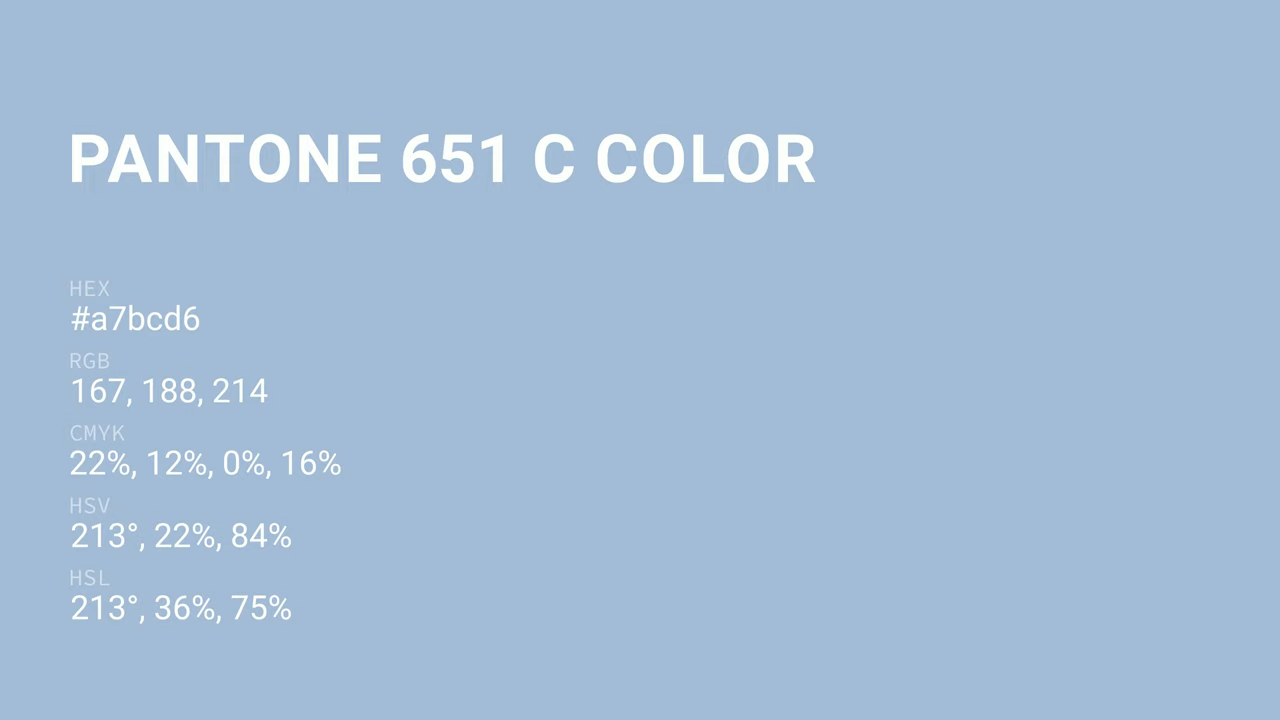 PANTONE 651 C COLOR
HEX
#a7bcd6
RGB
167, 188, 214
CMYK
22%, 12%, 0%, 16%
HSV
213°, 22%, 84%
HSL
213°, 36%, 75%